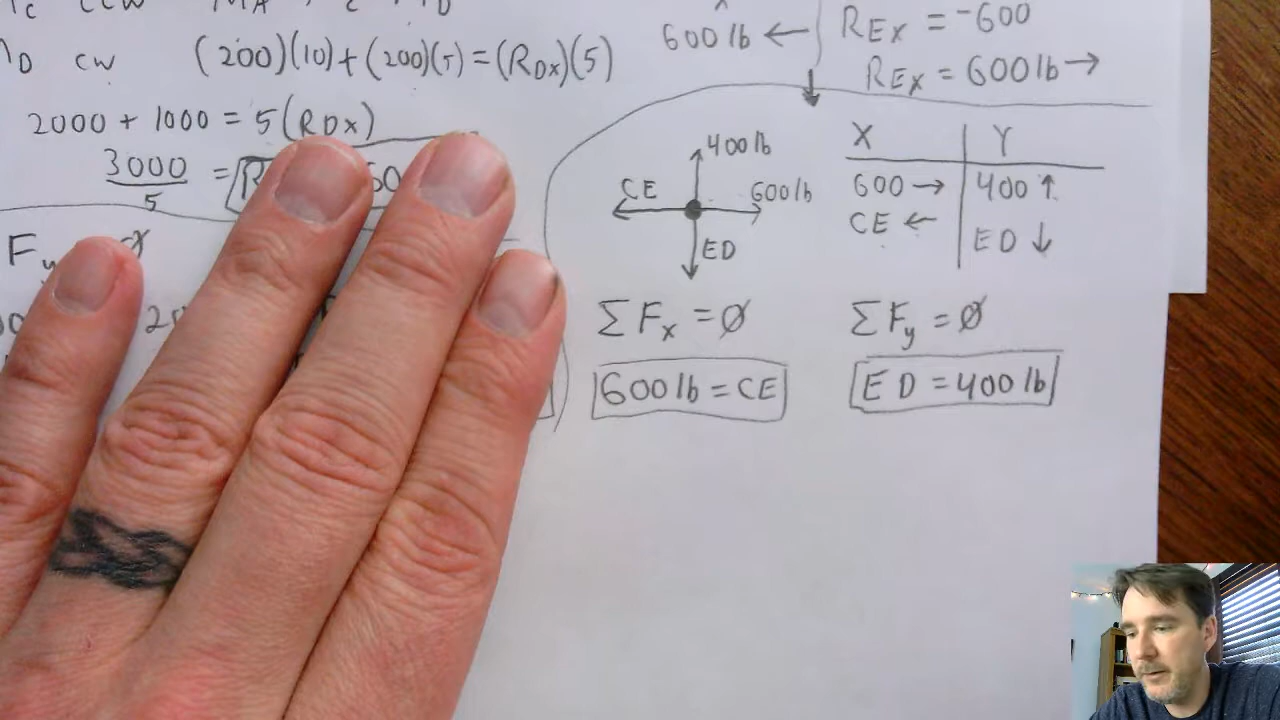 CCW
CW (200)(10)+(200)(5)=(RDX)(5)
2000 + 1000 = 5(RDX)
3000
5
=
600 lb ←
REX = -600
REX = 600 lb →
400 lb
CE
600 lb
ED
X Y
600 → 400 ↑
CE ← ED ↓
ΣFx = Ø
ΣFy = Ø
600 lb = CE
ED = 400 lb